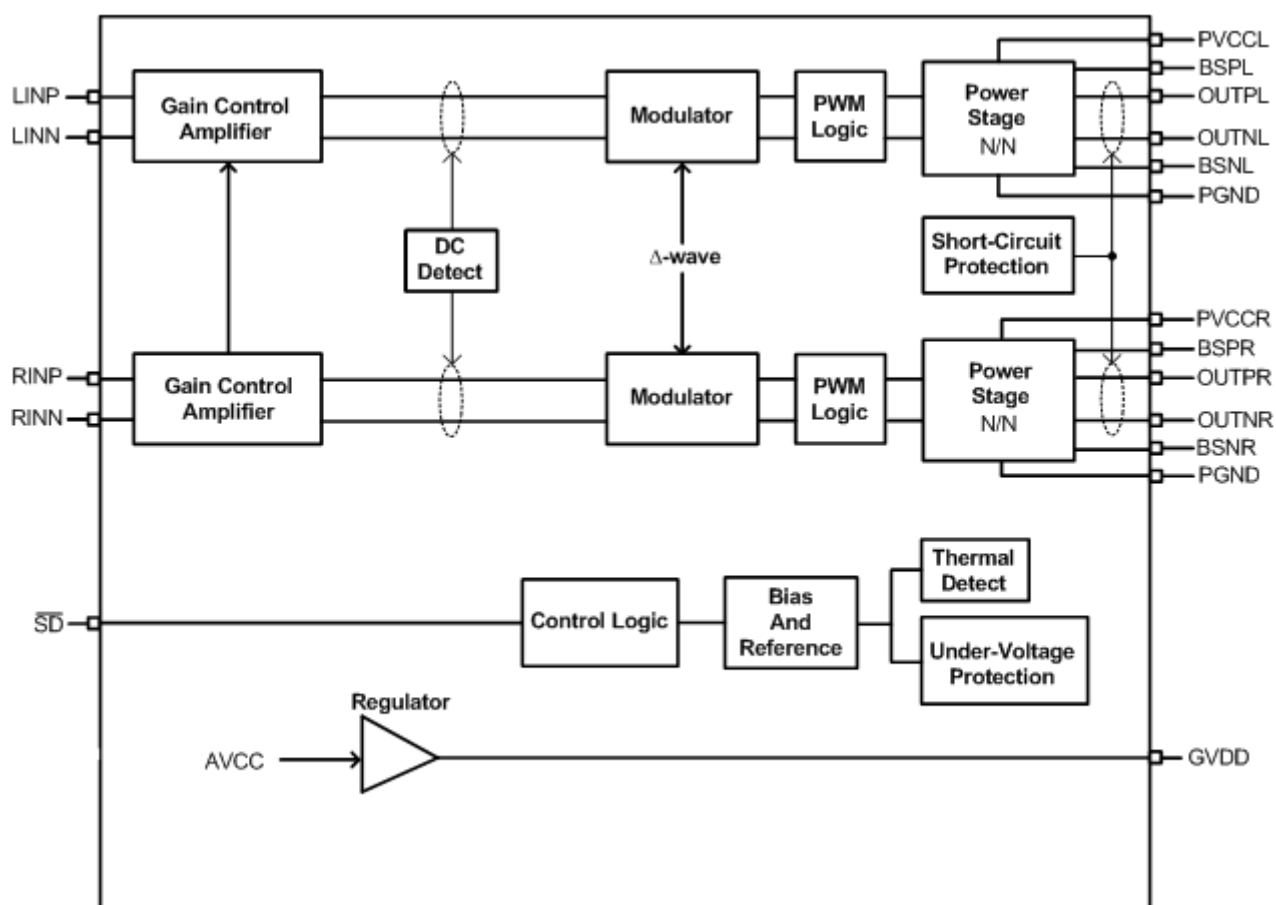 PVCCL
BSPL
LINP
Gain Control
Amplifier
Modulator
PWM
Logic
Power
Stage
N/N
OUTPL
LINN
OUTNL
BSNL
PGND
DC
Detect
Δ-wave
Short-Circuit
Protection
PVCCR
BSPR
RINP
Gain Control
Amplifier
Modulator
PWM
Logic
Power
Stage
N/N
OUTPR
RINN
OUTNR
BSNR
PGND
Thermal
Detect
SD
Control Logic
Bias
And
Reference
Under-Voltage
Protection
Regulator
AVCC
GVDD